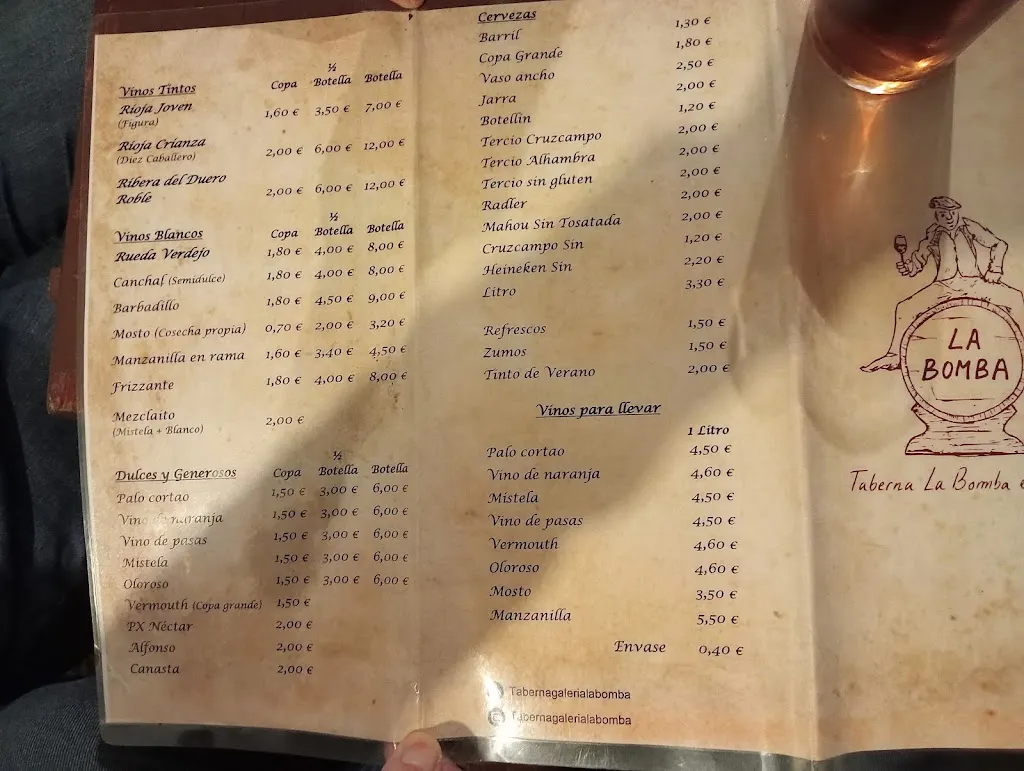 Vinos Tintos Copa ½ Botella Botella
Rioja Joven 1,60 € 3,50 € 7,00 €
(Figura)
Rioja Crianza 2,00 € 6,00 € 12,00 €
(Diez Caballero)
Ribera del Duero
Roble 2,00 € 6,00 € 12,00 €
Vinos Blancos Copa ½ Botella Botella
Rueda Verdejo 1,80 € 4,00 € 8,00 €
Canchal (Semidulce) 1,80 € 4,00 € 8,00 €
Barbadillo 1,80 € 4,50 € 9,00 €
Mosto (Cosecha propia) 0,70 € 2,00 € 3,20 €
Manzanilla en rama 1,60 € 3,40 € 4,50 €
Frizzante 1,80 € 4,00 € 8,00 €
Mezclaito 2,00 €
(Mistela + Blanco)
Dulces y Generosos Copa ½ Botella Botella
Palo cortao 1,50 € 3,00 € 6,00 €
Vino de naranja 1,50 € 3,00 € 6,00 €
Vino de pasas 1,50 € 3,00 € 6,00 €
Mistela 1,50 € 3,00 € 6,00 €
Oloroso 1,50 € 3,00 € 6,00 €
Vermouth (Copa grande) 1,50 €
PX Néctar 2,00 €
Alfonso 2,00 €
Canasta 2,00 €
Cervezas
Barril 1,30 €
Copa Grande 1,80 €
Vaso ancho 2,50 €
Jarra 2,00 €
Botellin 1,20 €
Tercio Cruzcampo 2,00 €
Tercio Alhambra 2,00 €
Tercio sin gluten 2,00 €
Radler 2,00 €
Mahou Sin Tosatada 2,00 €
Cruzcampo Sin 1,20 €
Heineken Sin 2,20 €
Litro 3,30 €
Refrescos 1,50 €
Zumos 1,50 €
Tinto de Verano 2,00 €
Vinos para llevar
1 Litro
Palo cortao 4,50 €
Vino de naranja 4,60 €
Mistela 4,50 €
Vino de pasas 4,50 €
Vermouth 4,60 €
Oloroso 4,60 €
Mosto 3,50 €
Manzanilla 5,50 €
Envase 0,40 €
Tabernagalerialabomba
Tabernagalerialabomba
LA
BOMBA
Taberna La Bomba